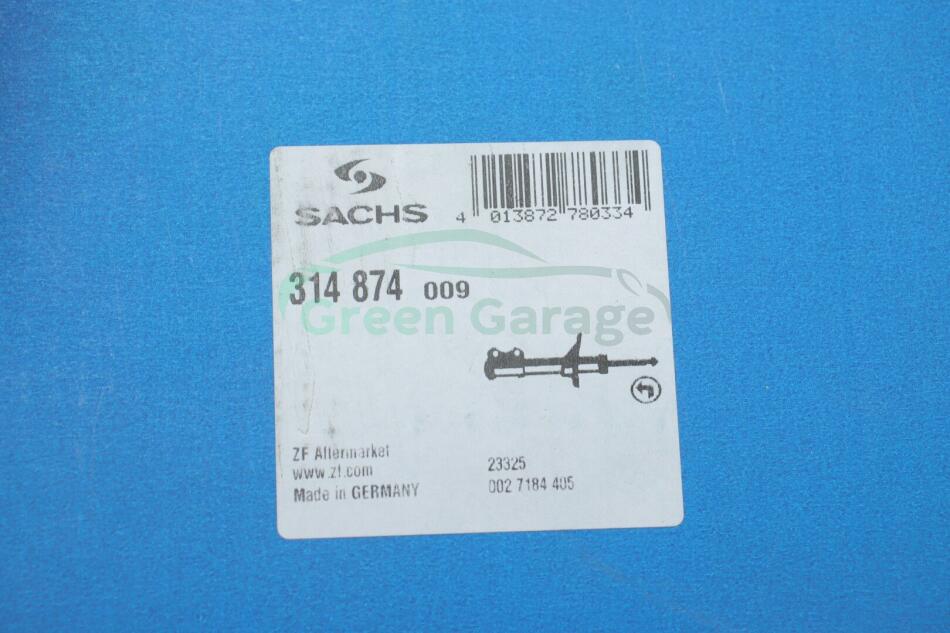 SACHS
4 013872 780334
314 874 009
Green Garage
ZF Aftermarket
www.zf.com
Made in GERMANY
23325
002 7184 405